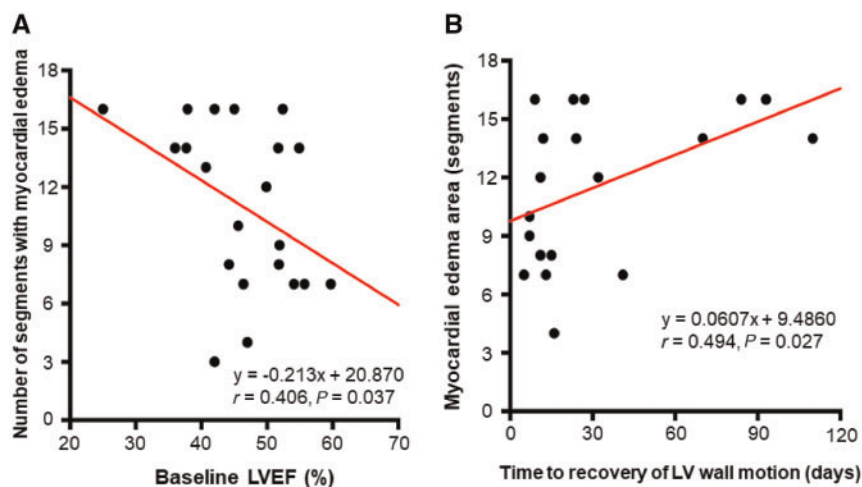 A
Number of segments with myocardial edema
18
15
12
9
6
3
0
20 30 40 50 60 70
Baseline LVEF (%)
y = -0.213x + 20.870
r = 0.406, P = 0.037
B
Myocardial edema area (segments)
18
15
12
9
6
3
0
0 30 60 90 120
Time to recovery of LV wall motion (days)
y = 0.0607x + 9.4860
r = 0.494, P = 0.027